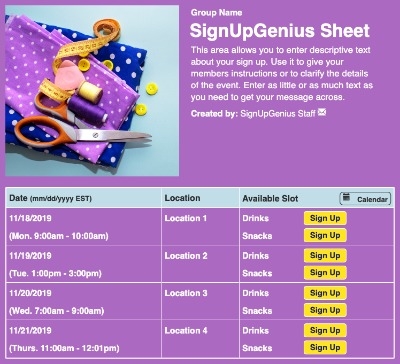 Group Name
SignUpGenius Sheet
This area allows you to enter descriptive text
about your sign up. Use it to give your
members instructions or to clarify the details
of the event. Enter as little or as much text as
you need to get your message across.
Created by: SignUpGenius Staff
Date (mm/dd/yyyy EST) Location Available Slot Calendar
11/18/2019 Location 1 Drinks Sign Up
(Mon. 9:00am - 10:00am) Snacks Sign Up
11/19/2019 Location 2 Drinks Sign Up
(Tue. 1:00pm - 3:00pm) Snacks Sign Up
11/20/2019 Location 3 Drinks Sign Up
(Wed. 7:00am - 9:00am) Snacks Sign Up
11/21/2019 Location 4 Drinks Sign Up
(Thurs. 11:00am - 12:01pm) Snacks Sign Up